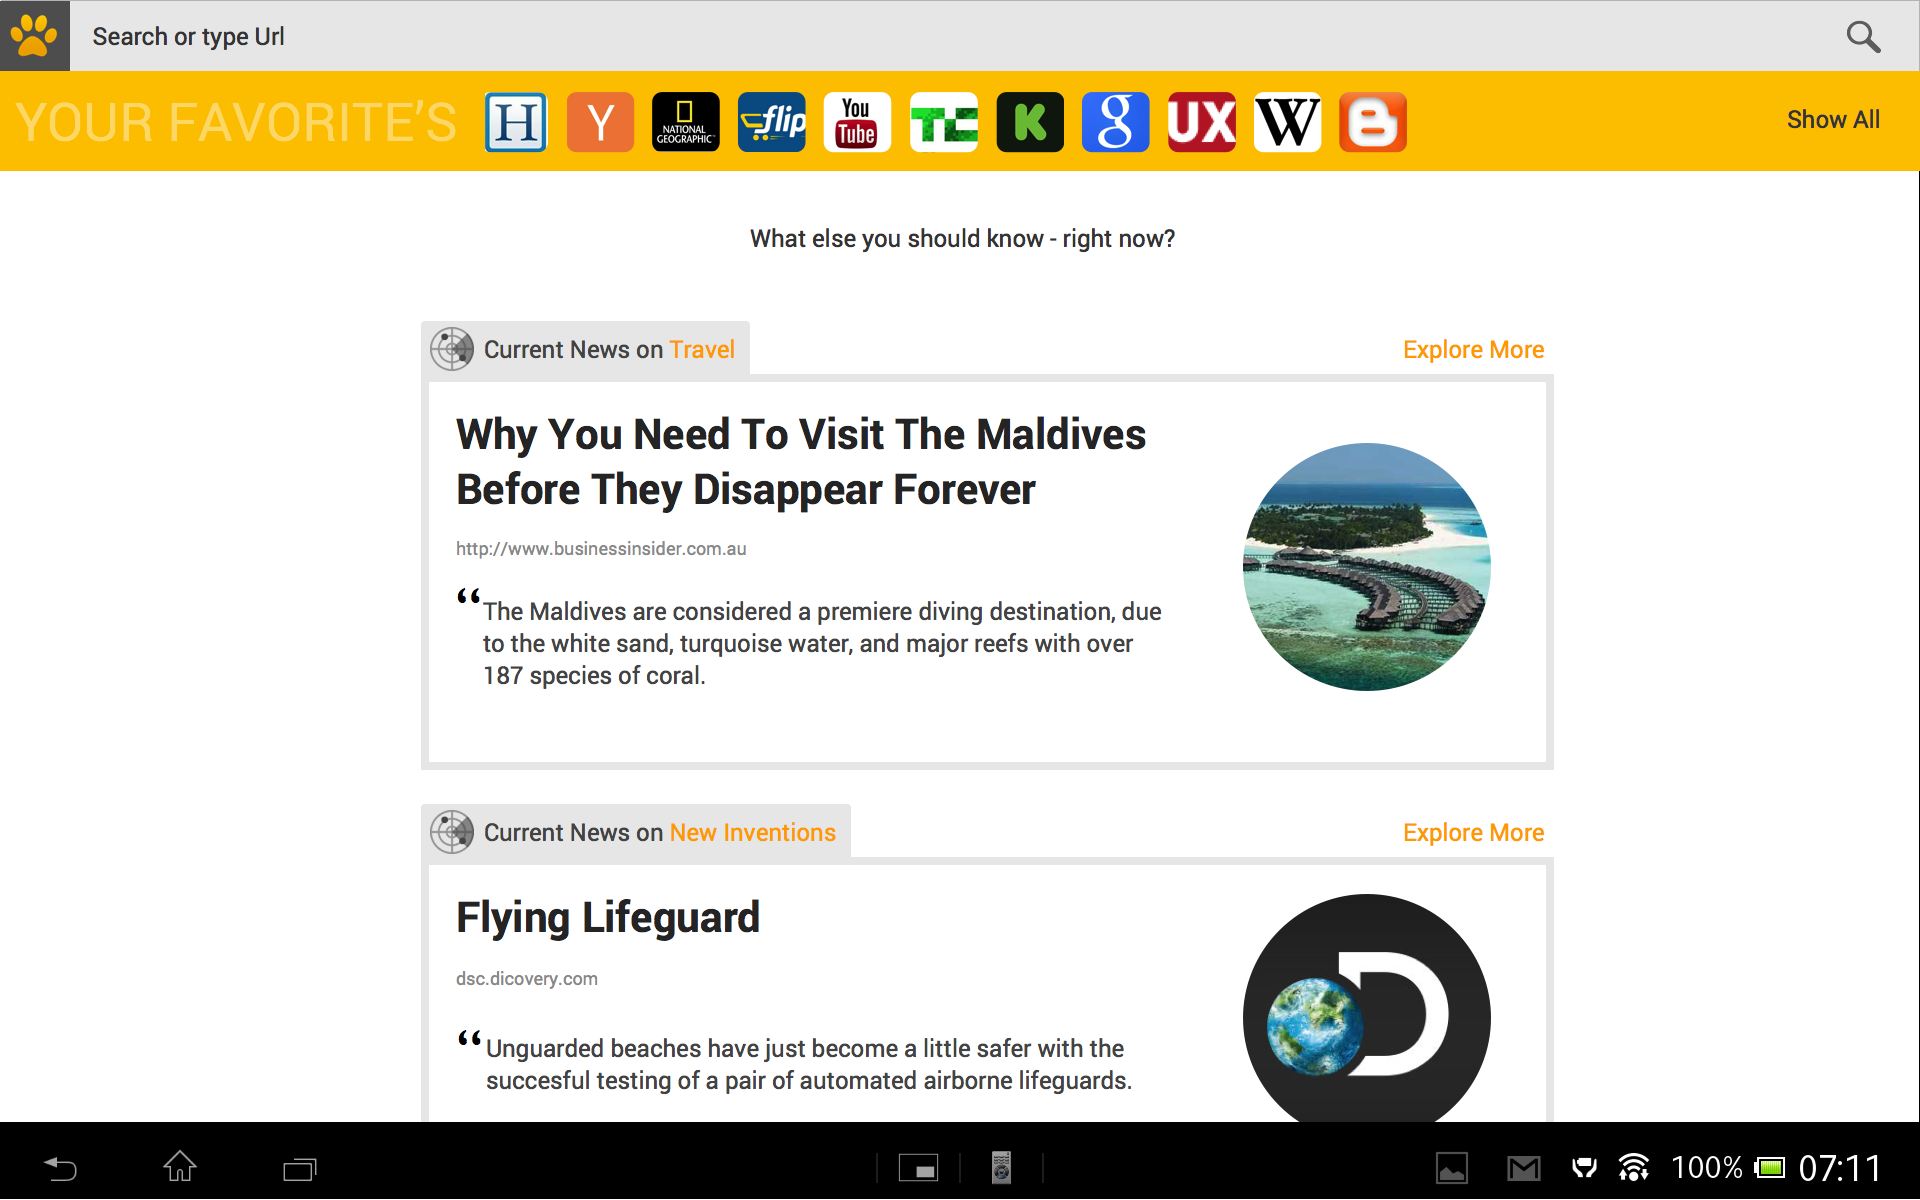 Search or type Url
YOUR FAVORITE'S
H
Y
NATIONAL
GEOGRAPHIC
flip
You
Tube
TC
K
g
UX
W
B
Show All
What else you should know - right now?
Current News on Travel
Explore More
Why You Need To Visit The Maldives
Before They Disappear Forever
http://www.businessinsider.com.au
“The Maldives are considered a premiere diving destination, due
to the white sand, turquoise water, and major reefs with over
187 species of coral.
Current News on New Inventions
Explore More
Flying Lifeguard
dsc.dicovery.com
“Unguarded beaches have just become a little safer with the
succesful testing of a pair of automated airborne lifeguards.
D
100%
07:11